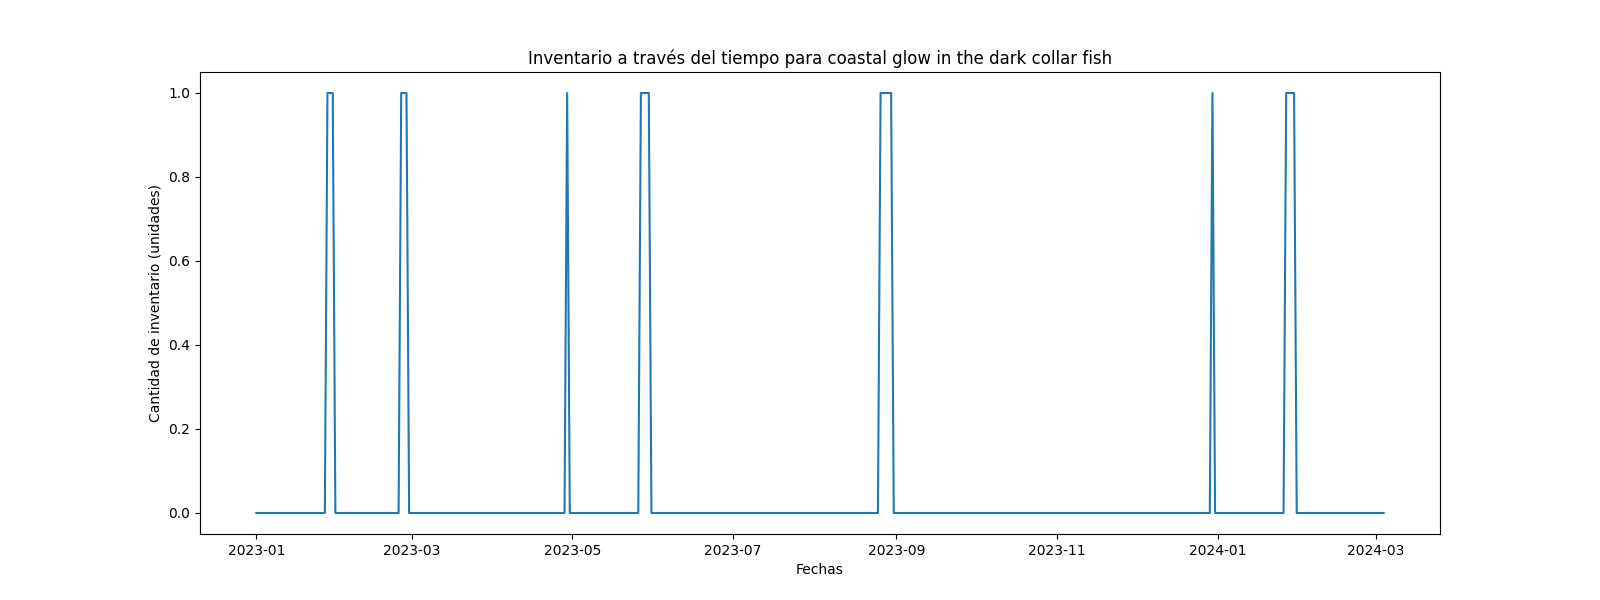 Inventario a través del tiempo para coastal glow in the dark collar fish
Cantidad de inventario (unidades)
1.0
0.8
0.6
0.4
0.2
0.0
2023-01 2023-03 2023-05 2023-07 2023-09 2023-11 2024-01 2024-03
Fechas